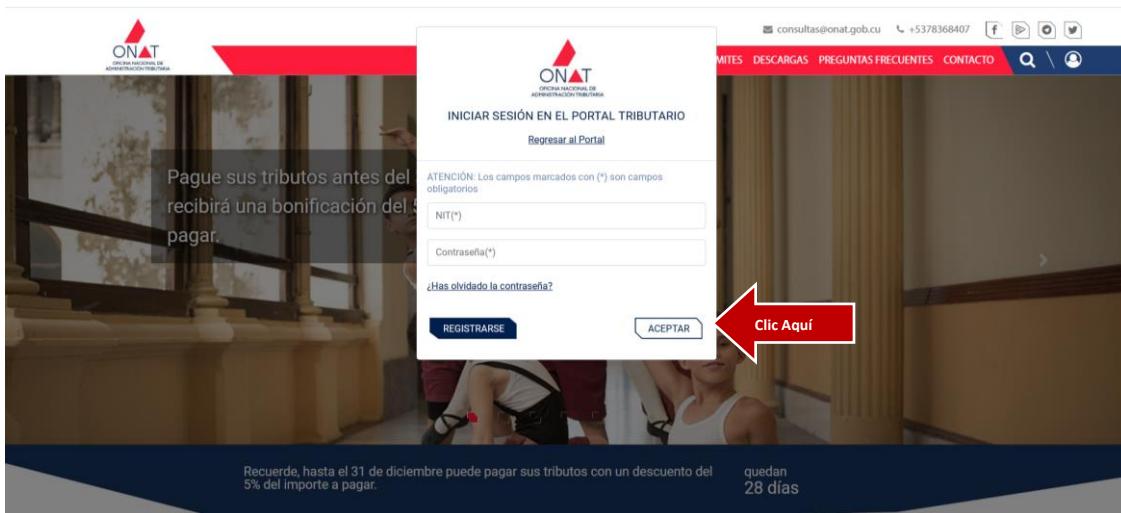 consultas@onat.gob.cu +5378368407
ONAT
OFICINA NACIONAL DE
ADMINISTRACIÓN TRIBUTARIA
MITES DESCARGAS PREGUNTAS FRECUENTES CONTACTO
ONAT
OFICINA NACIONAL DE
ADMINISTRACIÓN TRIBUTARIA
INICIAR SESIÓN EN EL PORTAL TRIBUTARIO
Regresar al Portal
Pague sus tributos antes del
recibirá una bonificación del 5
pagar.
ATENCIÓN: Los campos marcados con (*) son campos
obligatorios
NIT(*)
Contraseña(*)
¿Has olvidado la contraseña?
REGISTRARSE ACEPTAR
Clic Aquí
Recuerde, hasta el 31 de diciembre puede pagar sus tributos con un descuento del
5% del importe a pagar.
quedan
28 días